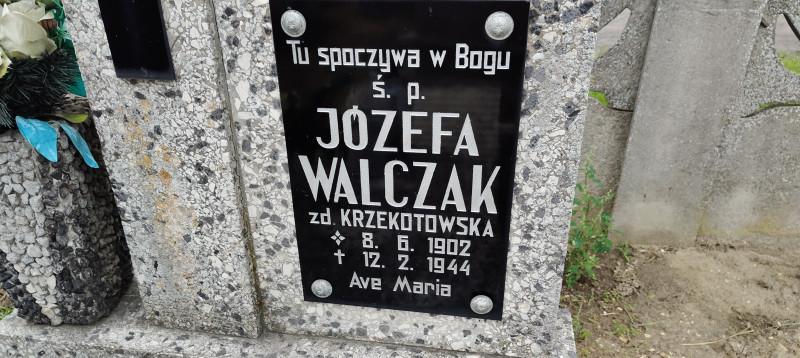 Tu spoczywa w Bogu
ś. p.
JÓZEFA
WALCZAK
zd. KRZEKOTOWSKA
8. 6. 1902
† 12. 2. 1944
Ave Maria